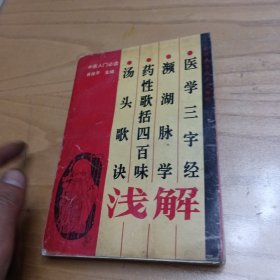 中医入门必读
医学三字经
濒湖脉学
药性歌括四百味
汤头歌诀
浅解